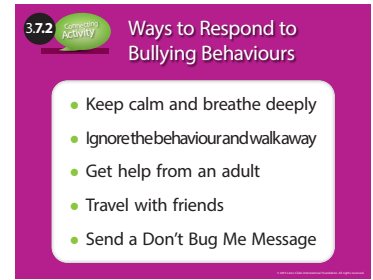 3.7.2
Connecting
Activity
Ways to Respond to
Bullying Behaviours
• Keep calm and breathe deeply
• Ignorethebehaviourandwalkaway
• Get help from an adult
• Travel with friends
• Send a Don’t Bug Me Message